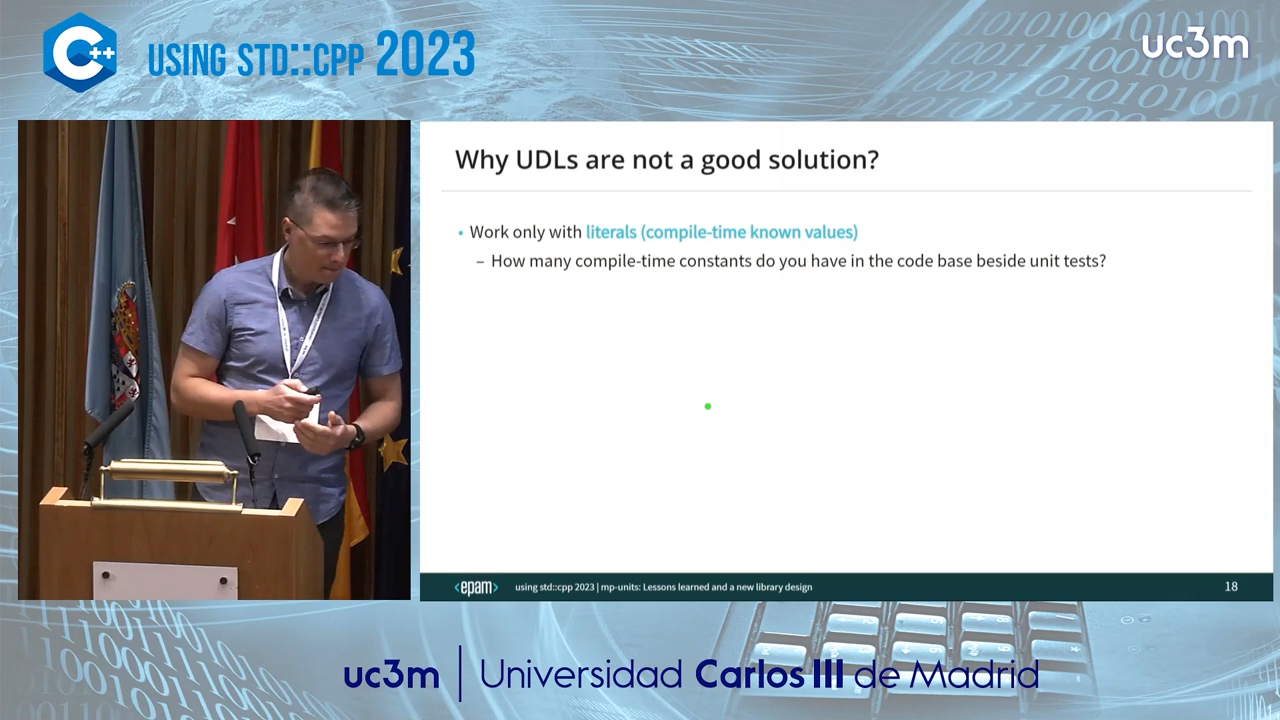 C++
USING STD::CPP 2023
uc3m
Why UDLs are not a good solution?
• Work only with literals (compile-time known values)
– How many compile-time constants do you have in the code base beside unit tests?
<epam>
using std::cpp 2023 | mp-units: Lessons learned and a new library design
18
uc3m | Universidad Carlos III de Madrid